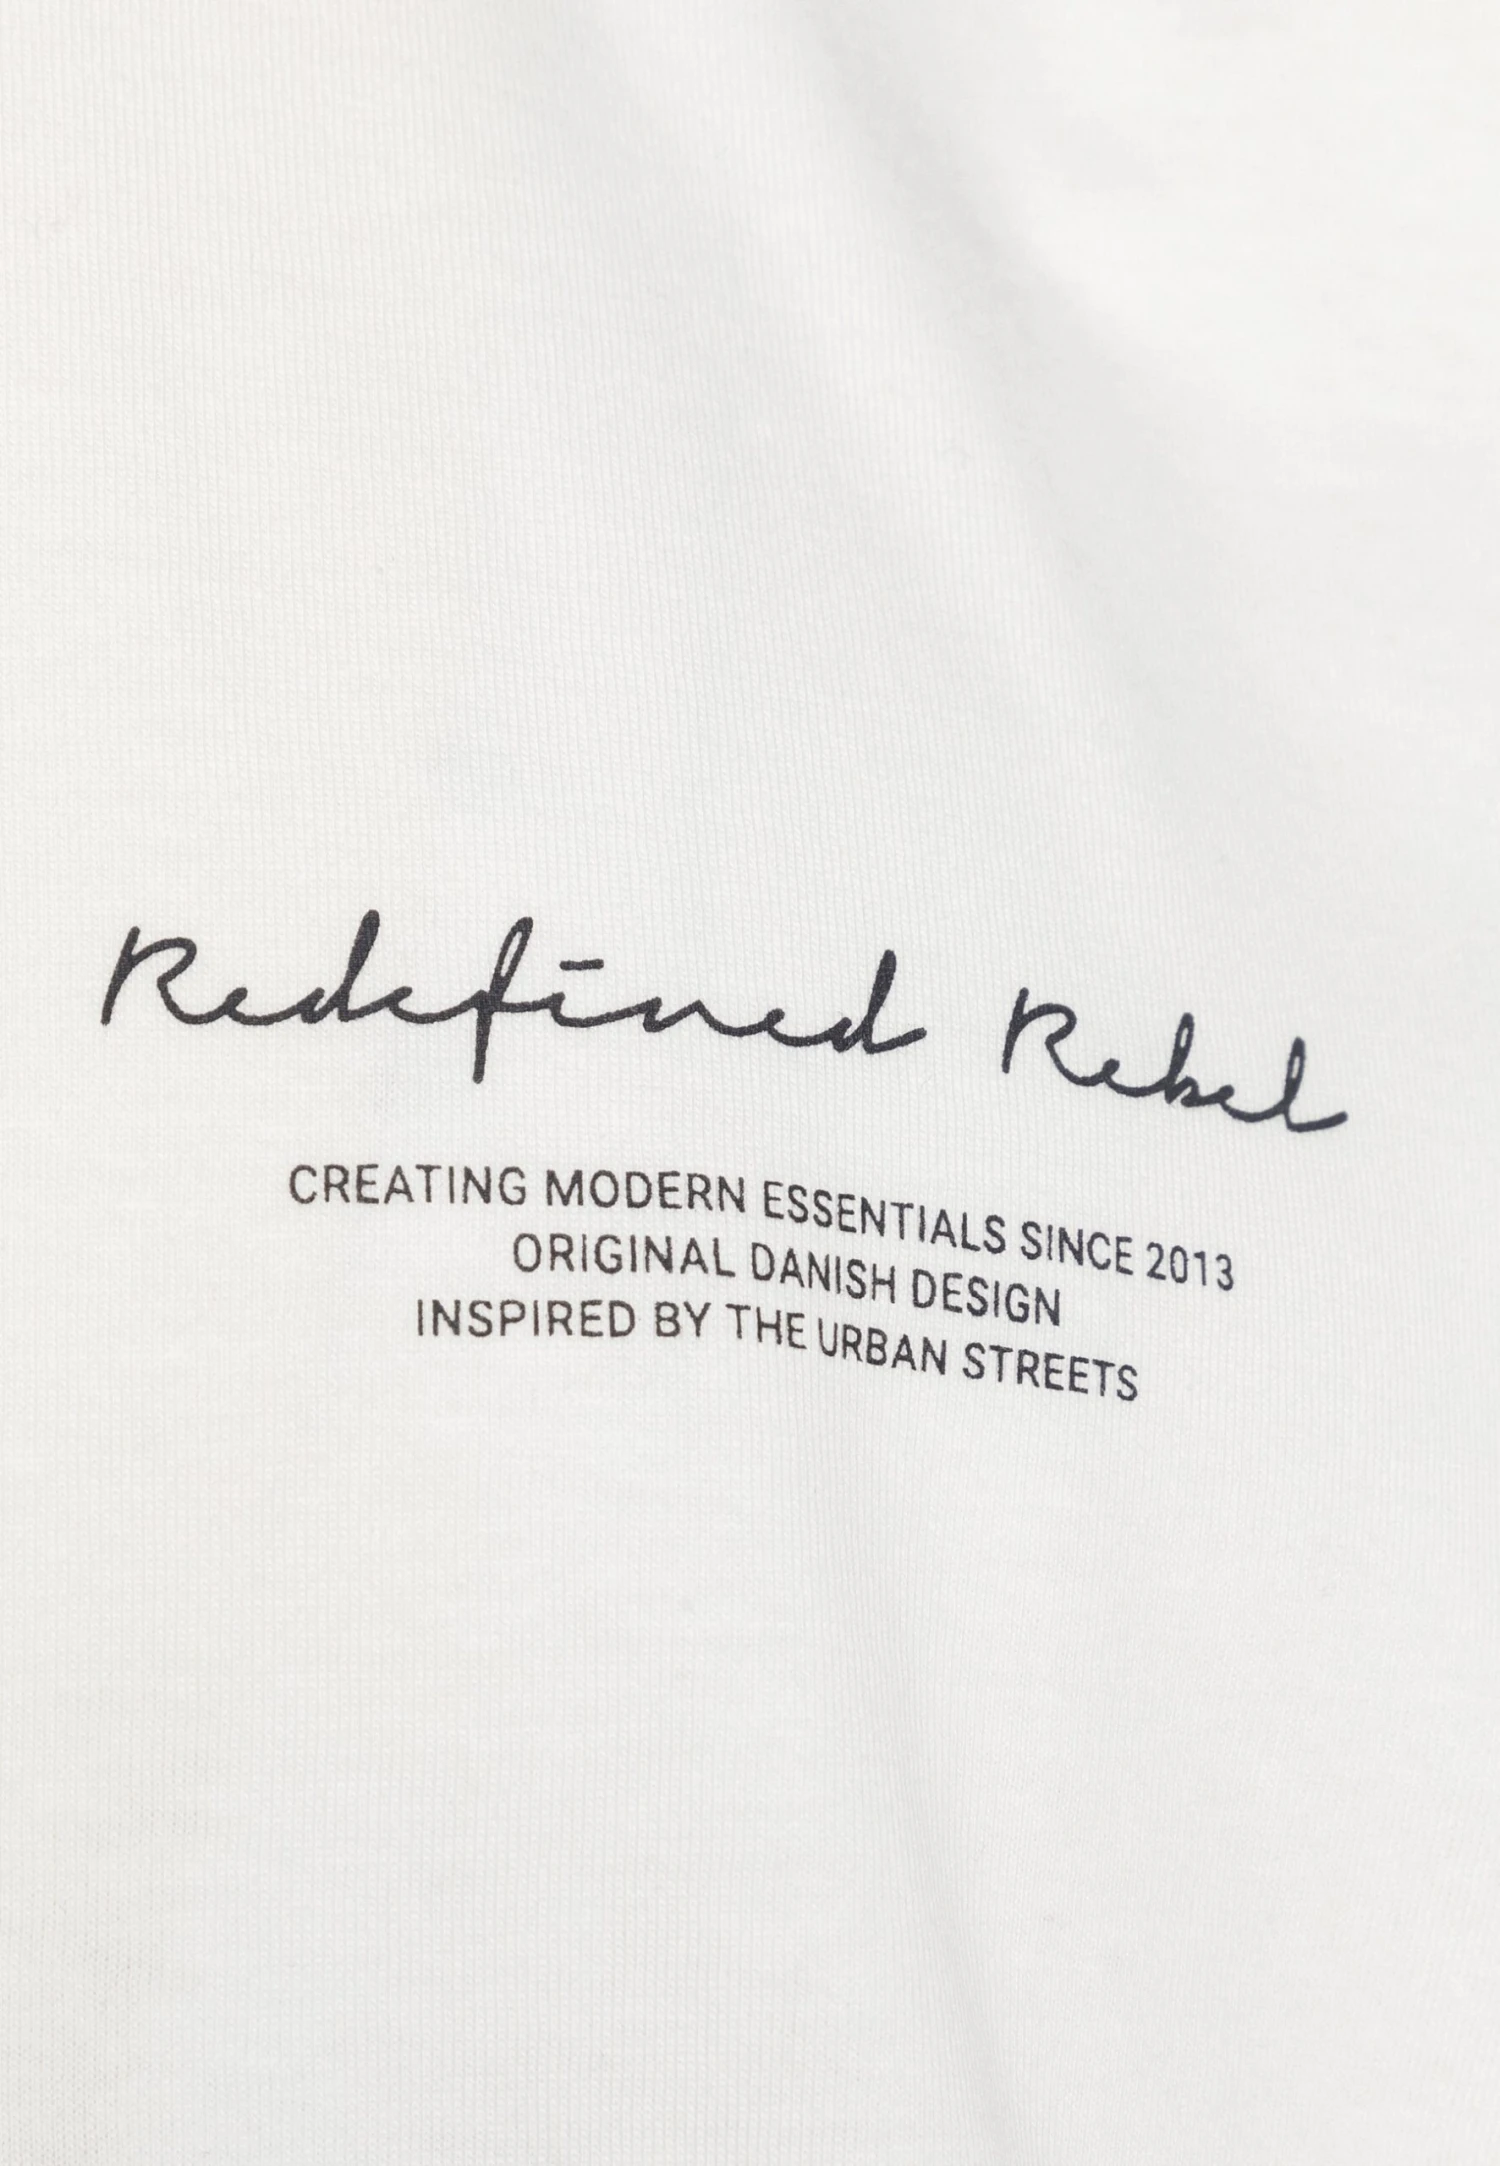 Redefined Rebel
CREATING MODERN ESSENTIALS SINCE 2013
ORIGINAL DANISH DESIGN
INSPIRED BY THE URBAN STREETS